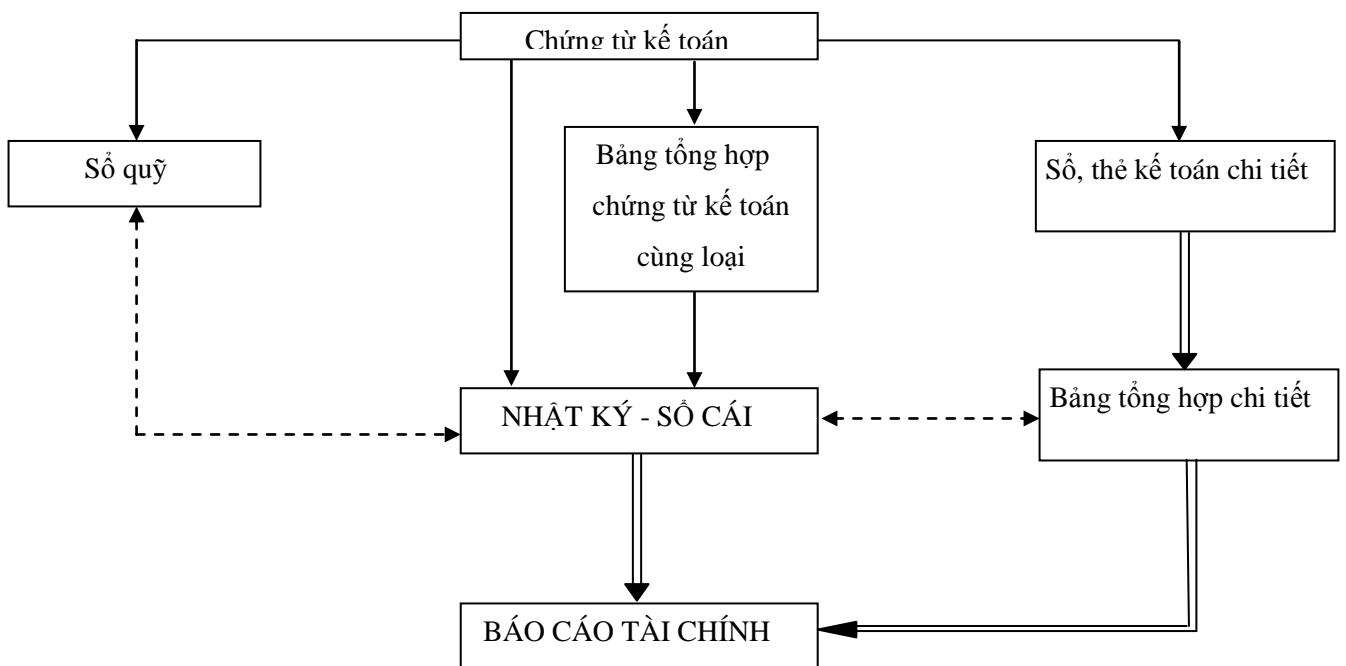 Chứng từ kế toán
Sổ quỹ
Bảng tổng hợp
chứng từ kế toán
cùng loại
Sổ, thẻ kế toán chi tiết
NHẬT KÝ - SỔ CÁI
Bảng tổng hợp chi tiết
BÁO CÁO TÀI CHÍNH